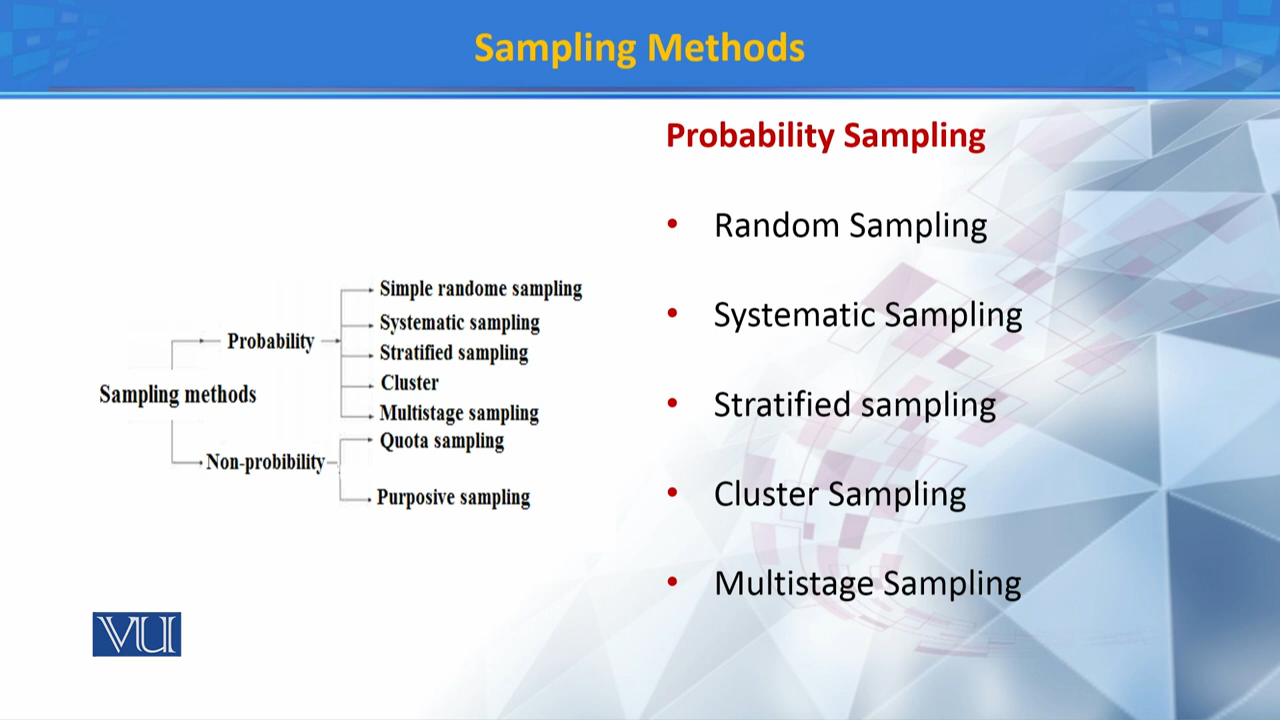 Sampling Methods
Probability Sampling
• Random Sampling
• Systematic Sampling
• Stratified sampling
• Cluster Sampling
• Multistage Sampling
Sampling methods
Probability
Simple randome sampling
Systematic sampling
Stratified sampling
Cluster
Multistage sampling
Non-probibility
Quota sampling
Purposive sampling
VU